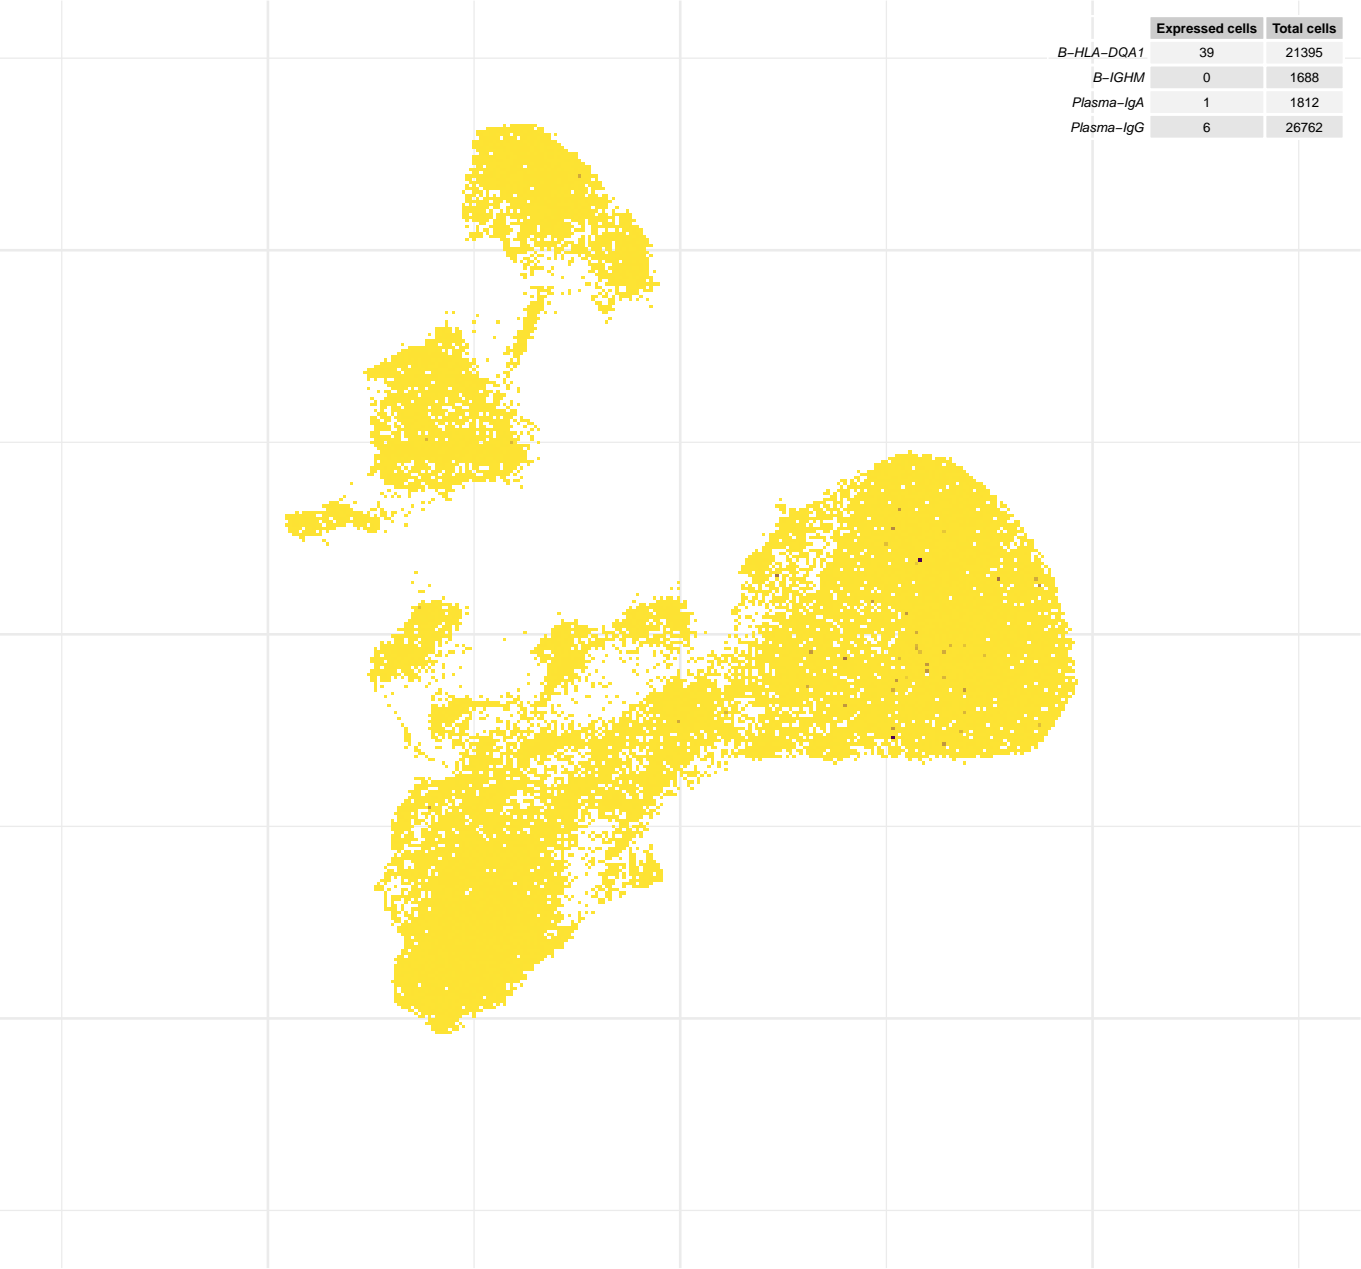 Expressed cells Total cells
B−HLA−DQA1 39 21395
B−IGHM 0 1688
Plasma−IgA 1 1812
Plasma−IgG 6 26762